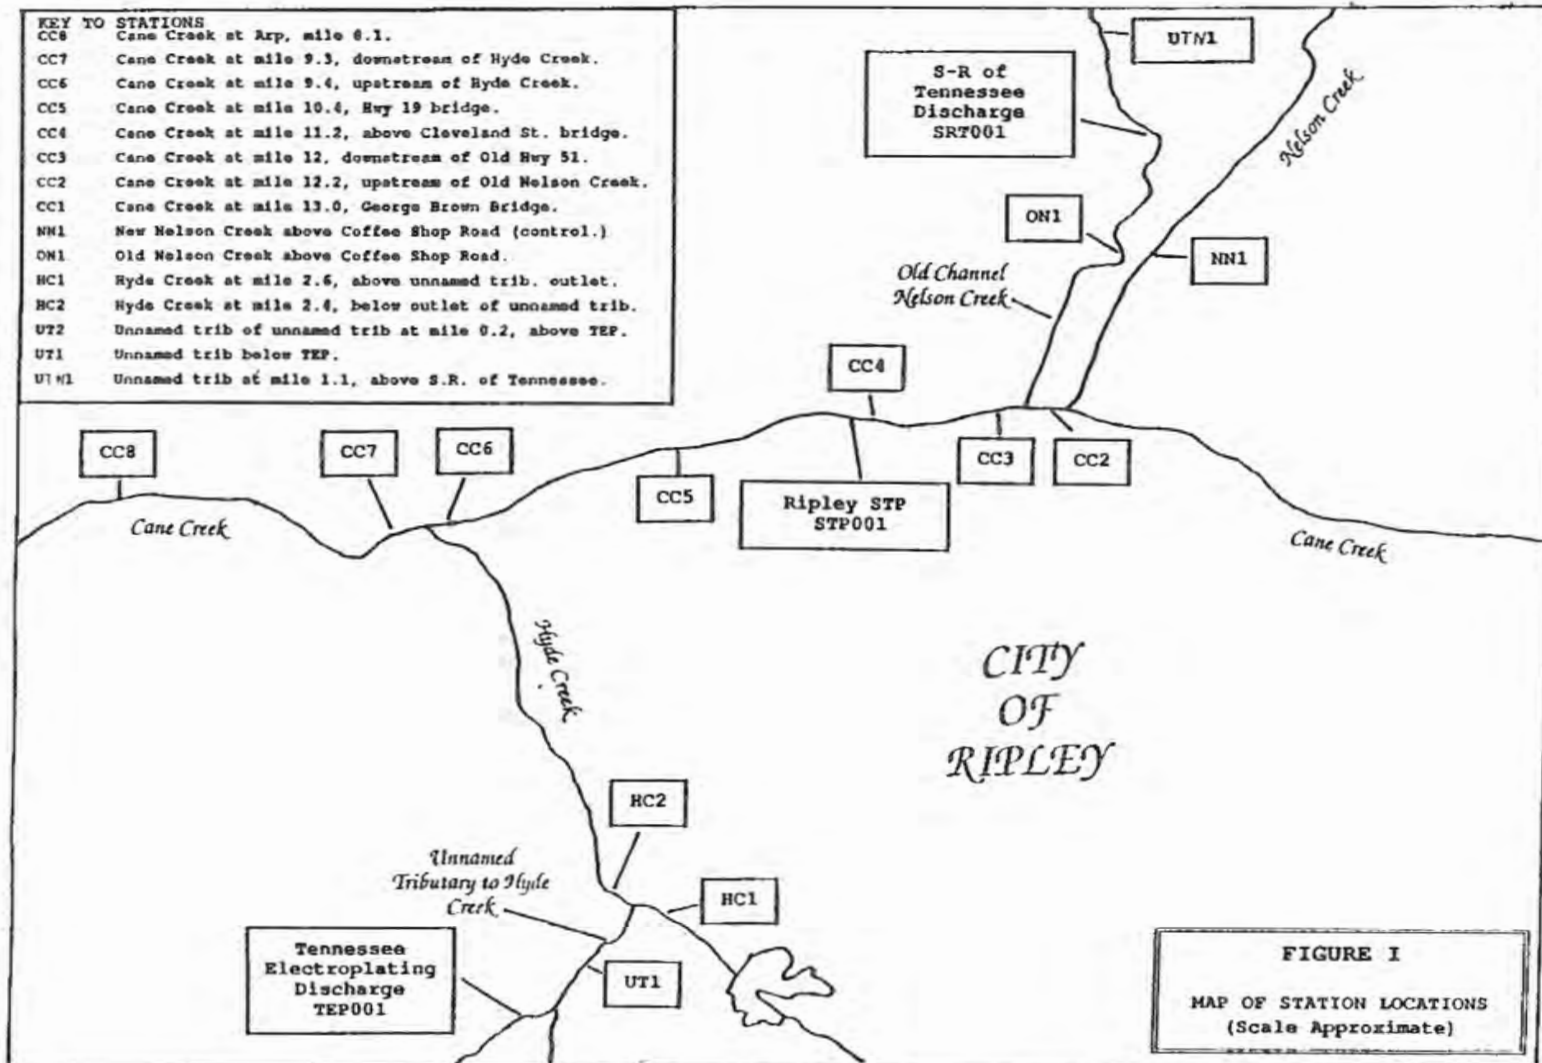 KEY TO STATIONS
CC8 Cane Creek at Arp, mile 6.1.
CC7 Cane Creek at mile 9.3, downstream of Hyde Creek.
CC6 Cane Creek at mile 9.4, upstream of Hyde Creek.
CC5 Cane Creek at mile 10.4, Hwy 19 bridge.
CC4 Cane Creek at mile 11.2, above Cleveland St. bridge.
CC3 Cane Creek at mile 12, downstream of Old Hwy 51.
CC2 Cane Creek at mile 12.2, upstream of Old Nelson Creek.
CC1 Cane Creek at mile 13.0, George Brown Bridge.
NN1 New Nelson Creek above Coffee Shop Road (control.)
ON1 Old Nelson Creek above Coffee Shop Road.
HC1 Hyde Creek at mile 2.6, above unnamed trib. outlet.
HC2 Hyde Creek at mile 2.4, below outlet of unnamed trib.
UT2 Unnamed trib of unnamed trib at mile 0.2, above TEP.
UT1 Unnamed trib below TEP.
UTN1 Unnamed trib at mile 1.1, above S.R. of Tennessee.
UTN1
S-R of
Tennessee
Discharge
SRT001
Nelson Creek
ON1
NN1
Old Channel
Nelson Creek
CC4
CC8
CC7
CC6
CC5
Ripley STP
STP001
CC3
CC2
Cane Creek
Cane Creek
Hyde Creek
CITY
OF
RIPLEY
HC2
Unnamed
Tributary to Hyde
Creek
HC1
Tennessee
Electroplating
Discharge
TEP001
UT1
FIGURE I
MAP OF STATION LOCATIONS
(Scale Approximate)